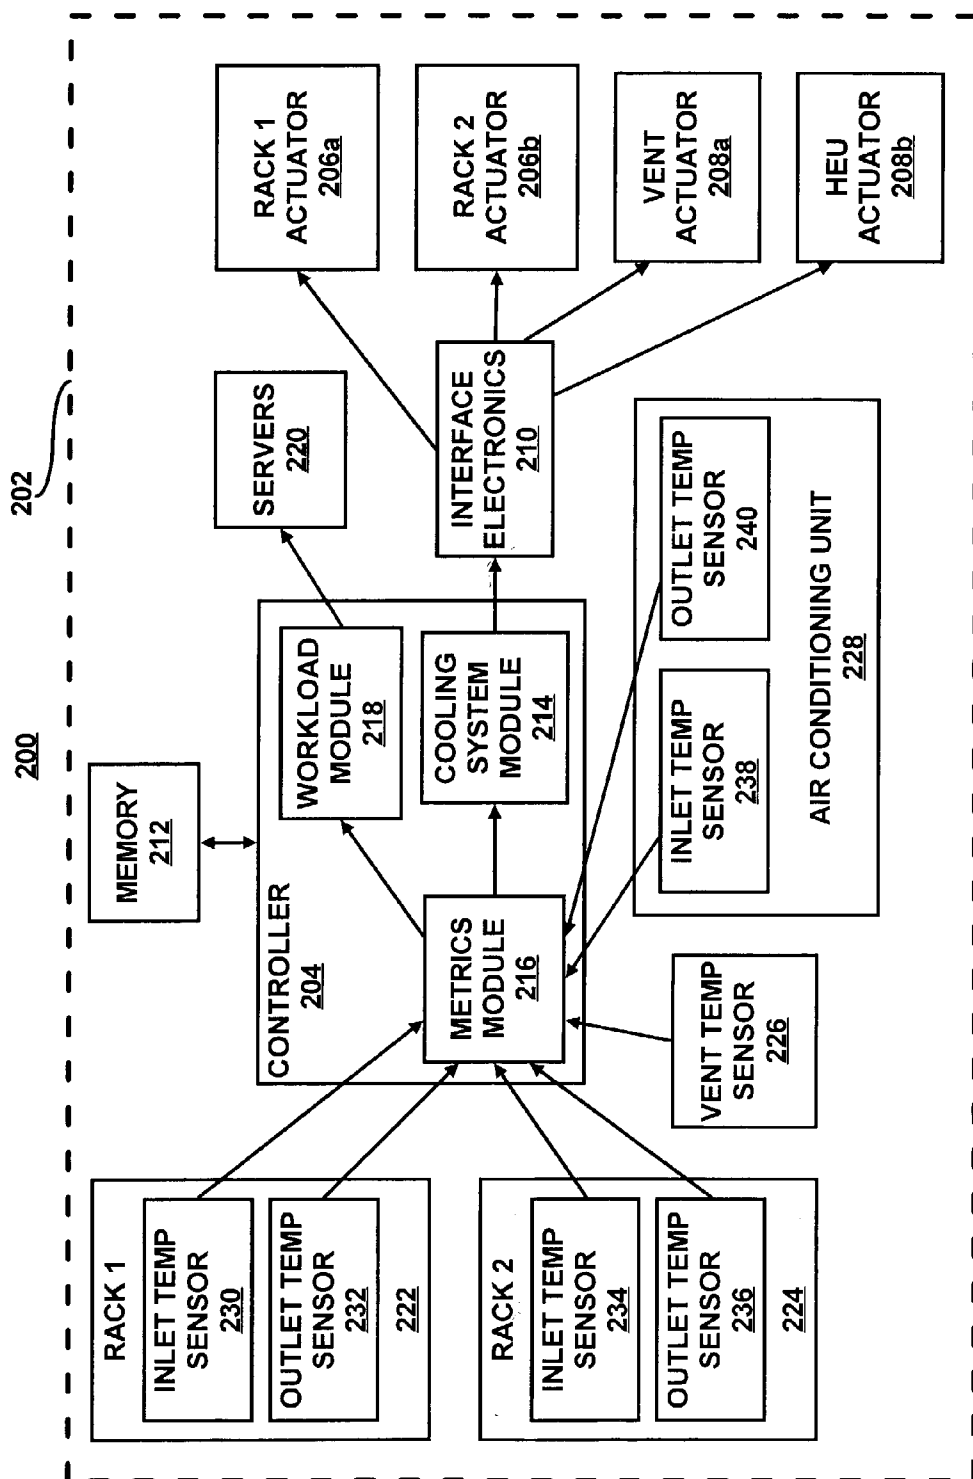 200
202
RACK 1
INLET TEMP
SENSOR
230
OUTLET TEMP
SENSOR
232
222
RACK 2
INLET TEMP
SENSOR
234
OUTLET TEMP
SENSOR
236
224
MEMORY
212
CONTROLLER
204
METRICS
MODULE
216
WORKLOAD
MODULE
218
COOLING
SYSTEM
MODULE
214
VENT TEMP
SENSOR
226
INLET TEMP
SENSOR
238
OUTLET TEMP
SENSOR
240
AIR CONDITIONING UNIT
228
SERVERS
220
INTERFACE
ELECTRONICS
210
RACK 1
ACTUATOR
206a
RACK 2
ACTUATOR
206b
VENT
ACTUATOR
208a
HEU
ACTUATOR
208b